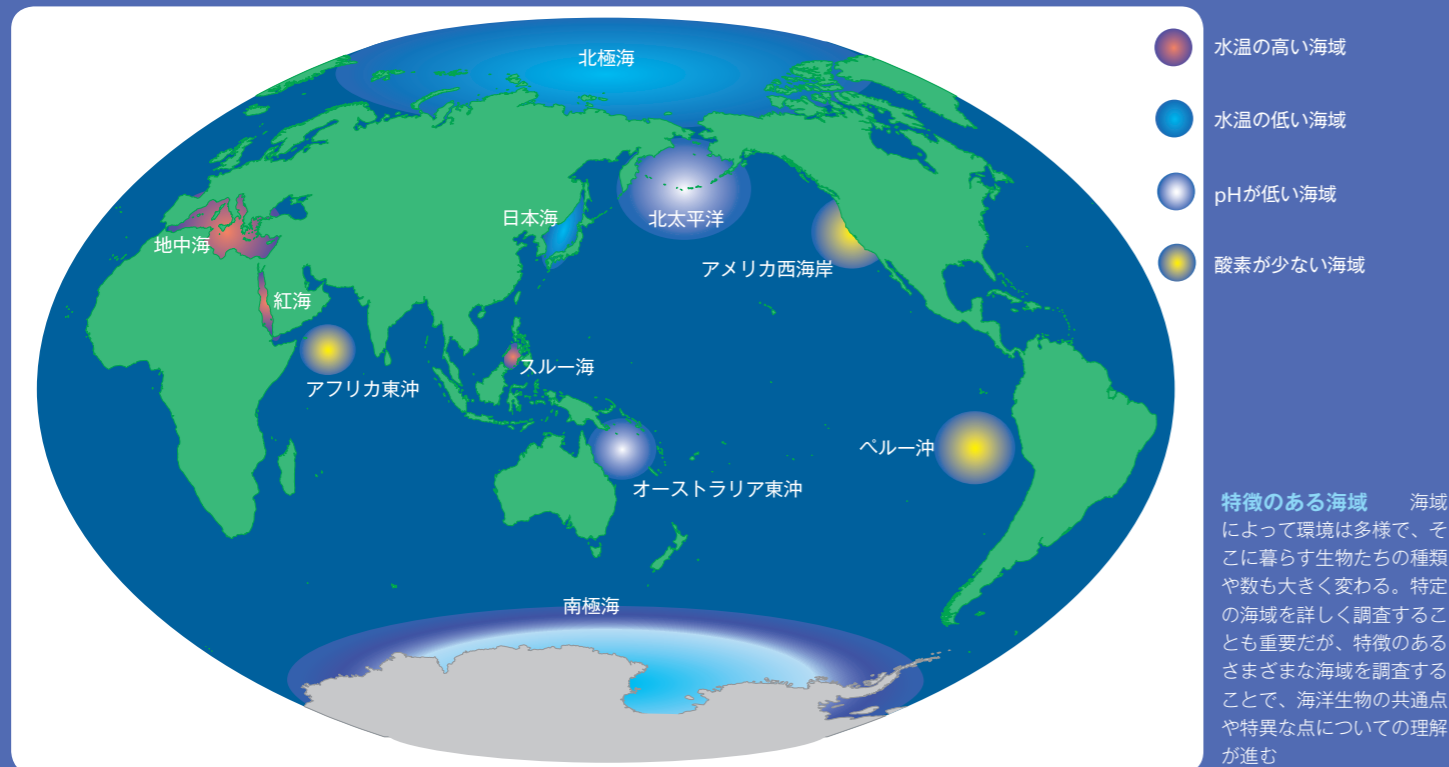 北極海
水温の高い海域
水温の低い海域
pHが低い海域
酸素が少ない海域
日本海
北太平洋
地中海
アメリカ西海岸
紅海
スルー海
アフリカ東沖
ペルー沖
オーストラリア東沖
南極海
特徴のある海域 海域
によって環境は多様で、そ
こに暮らす生物たちの種類
や数も大きく変わる。特定
の海域を詳しく調査するこ
とも重要だが、特徴のある
さまざまな海域を調査する
ことで、海洋生物の共通点
や特異な点についての理解
が進む